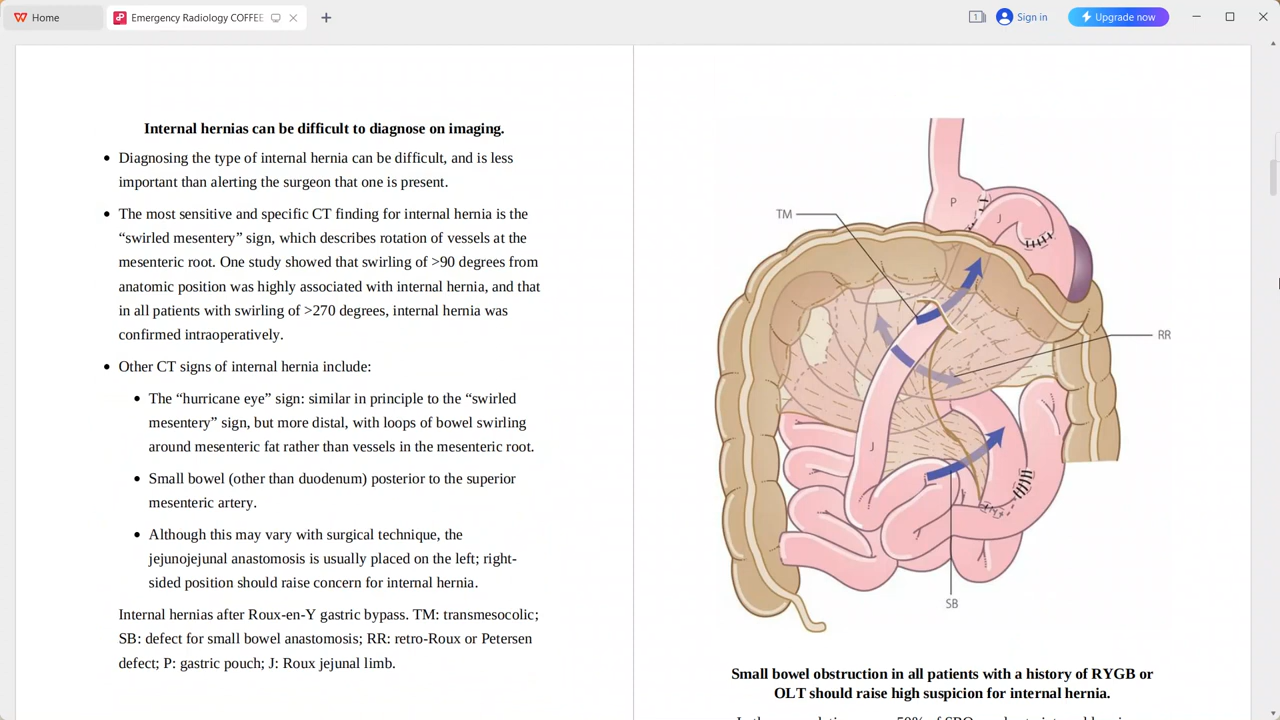 Home
Emergency Radiology COFFEE
1
Sign in
Upgrade now
Internal hernias can be difficult to diagnose on imaging.
• Diagnosing the type of internal hernia can be difficult, and is less
important than alerting the surgeon that one is present.
• The most sensitive and specific CT finding for internal hernia is the
“swirled mesentery” sign, which describes rotation of vessels at the
mesenteric root. One study showed that swirling of >90 degrees from
anatomic position was highly associated with internal hernia, and that
in all patients with swirling of >270 degrees, internal hernia was
confirmed intraoperatively.
• Other CT signs of internal hernia include:
• The “hurricane eye” sign: similar in principle to the “swirled
mesentery” sign, but more distal, with loops of bowel swirling
around mesenteric fat rather than vessels in the mesenteric root.
• Small bowel (other than duodenum) posterior to the superior
mesenteric artery.
• Although this may vary with surgical technique, the
jejunojejunal anastomosis is usually placed on the left; right-
sided position should raise concern for internal hernia.
Internal hernias after Roux-en-Y gastric bypass. TM: transmesocolic;
SB: defect for small bowel anastomosis; RR: retro-Roux or Petersen
defect; P: gastric pouch; J: Roux jejunal limb.
P
TM
J
RR
J
SB
Small bowel obstruction in all patients with a history of RYGB or
OLT should raise high suspicion for internal hernia.